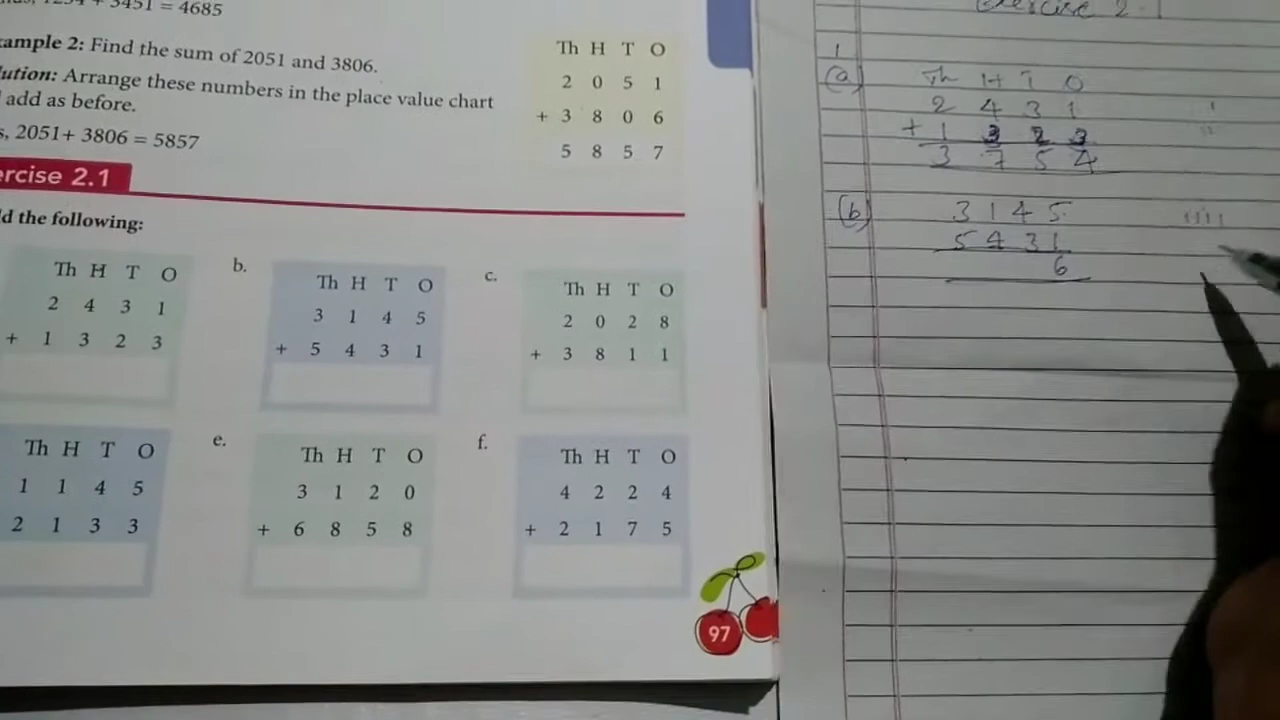 3451 = 4685
ample 2: Find the sum of 2051 and 3806.
ution: Arrange these numbers in the place value chart
add as before.
s, 2051+ 3806 = 5857
Th H T O
2 0 5 1
+ 3 8 0 6
5 8 5 7
rcise 2.1
d the following:
Th H T O
2 4 3 1
+ 1 3 2 3
b.
Th H T O
3 1 4 5
+ 5 4 3 1
c.
Th H T O
2 0 2 8
+ 3 8 1 1
Th H T O
1 1 4 5
2 1 3 3
e.
Th H T O
3 1 2 0
+ 6 8 5 8
f.
Th H T O
4 2 2 4
+ 2 1 7 5
97
Exercise 2.1
1
(a)
Th H T O
2 4 3 1
+ 1 3 2 3
3 7 5 4
(b)
3 1 4 5
5 4 3 1
6